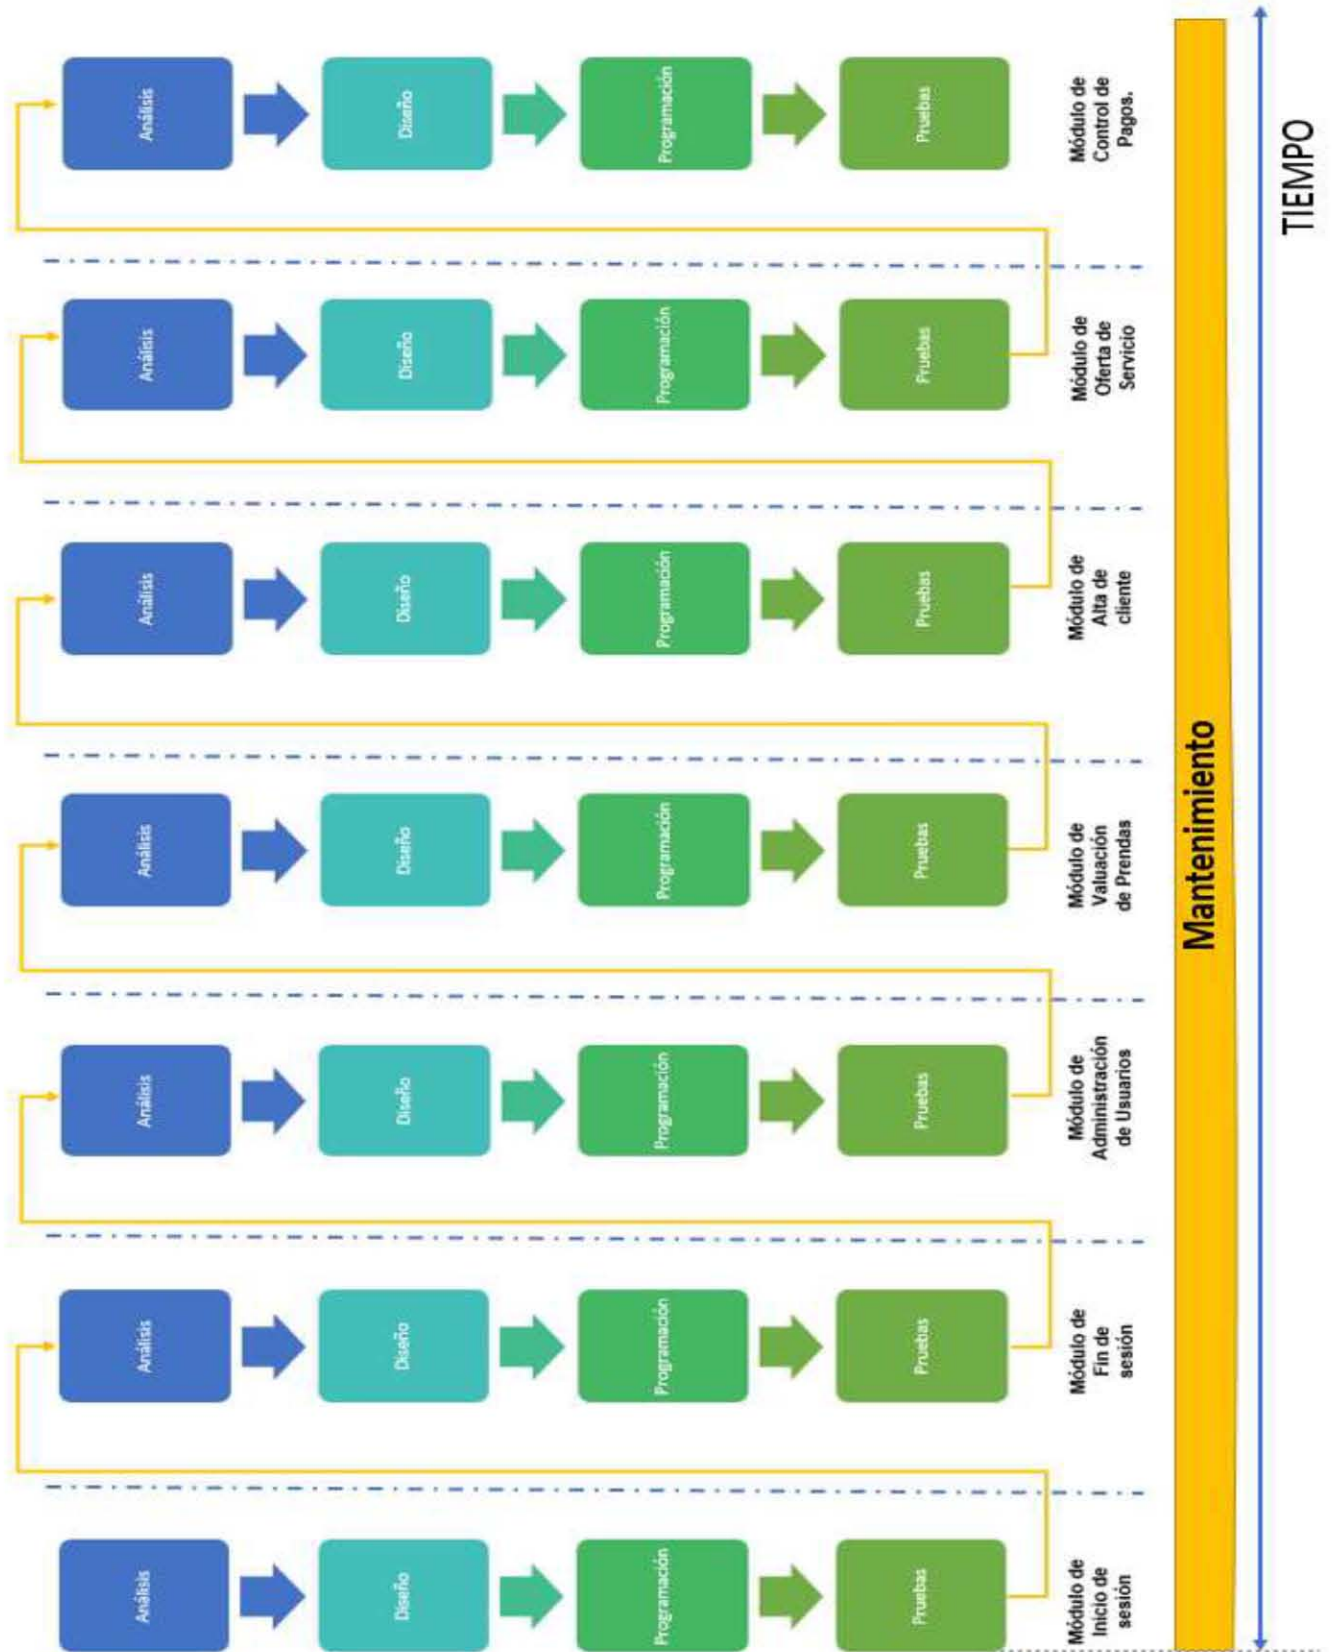 Análisis
Diseño
Programación
Pruebas
Módulo de
Inicio de
sesión
Análisis
Diseño
Programación
Pruebas
Módulo de
Fin de
sesión
Análisis
Diseño
Programación
Pruebas
Módulo de
Administración
de Usuarios
Análisis
Diseño
Programación
Pruebas
Módulo de
Valuación
de Prendas
Análisis
Diseño
Programación
Pruebas
Módulo de
Alta de
cliente
Análisis
Diseño
Programación
Pruebas
Módulo de
Oferta de
Servicio
Análisis
Diseño
Programación
Pruebas
Módulo de
Control de
Pagos.
Mantenimiento
TIEMPO